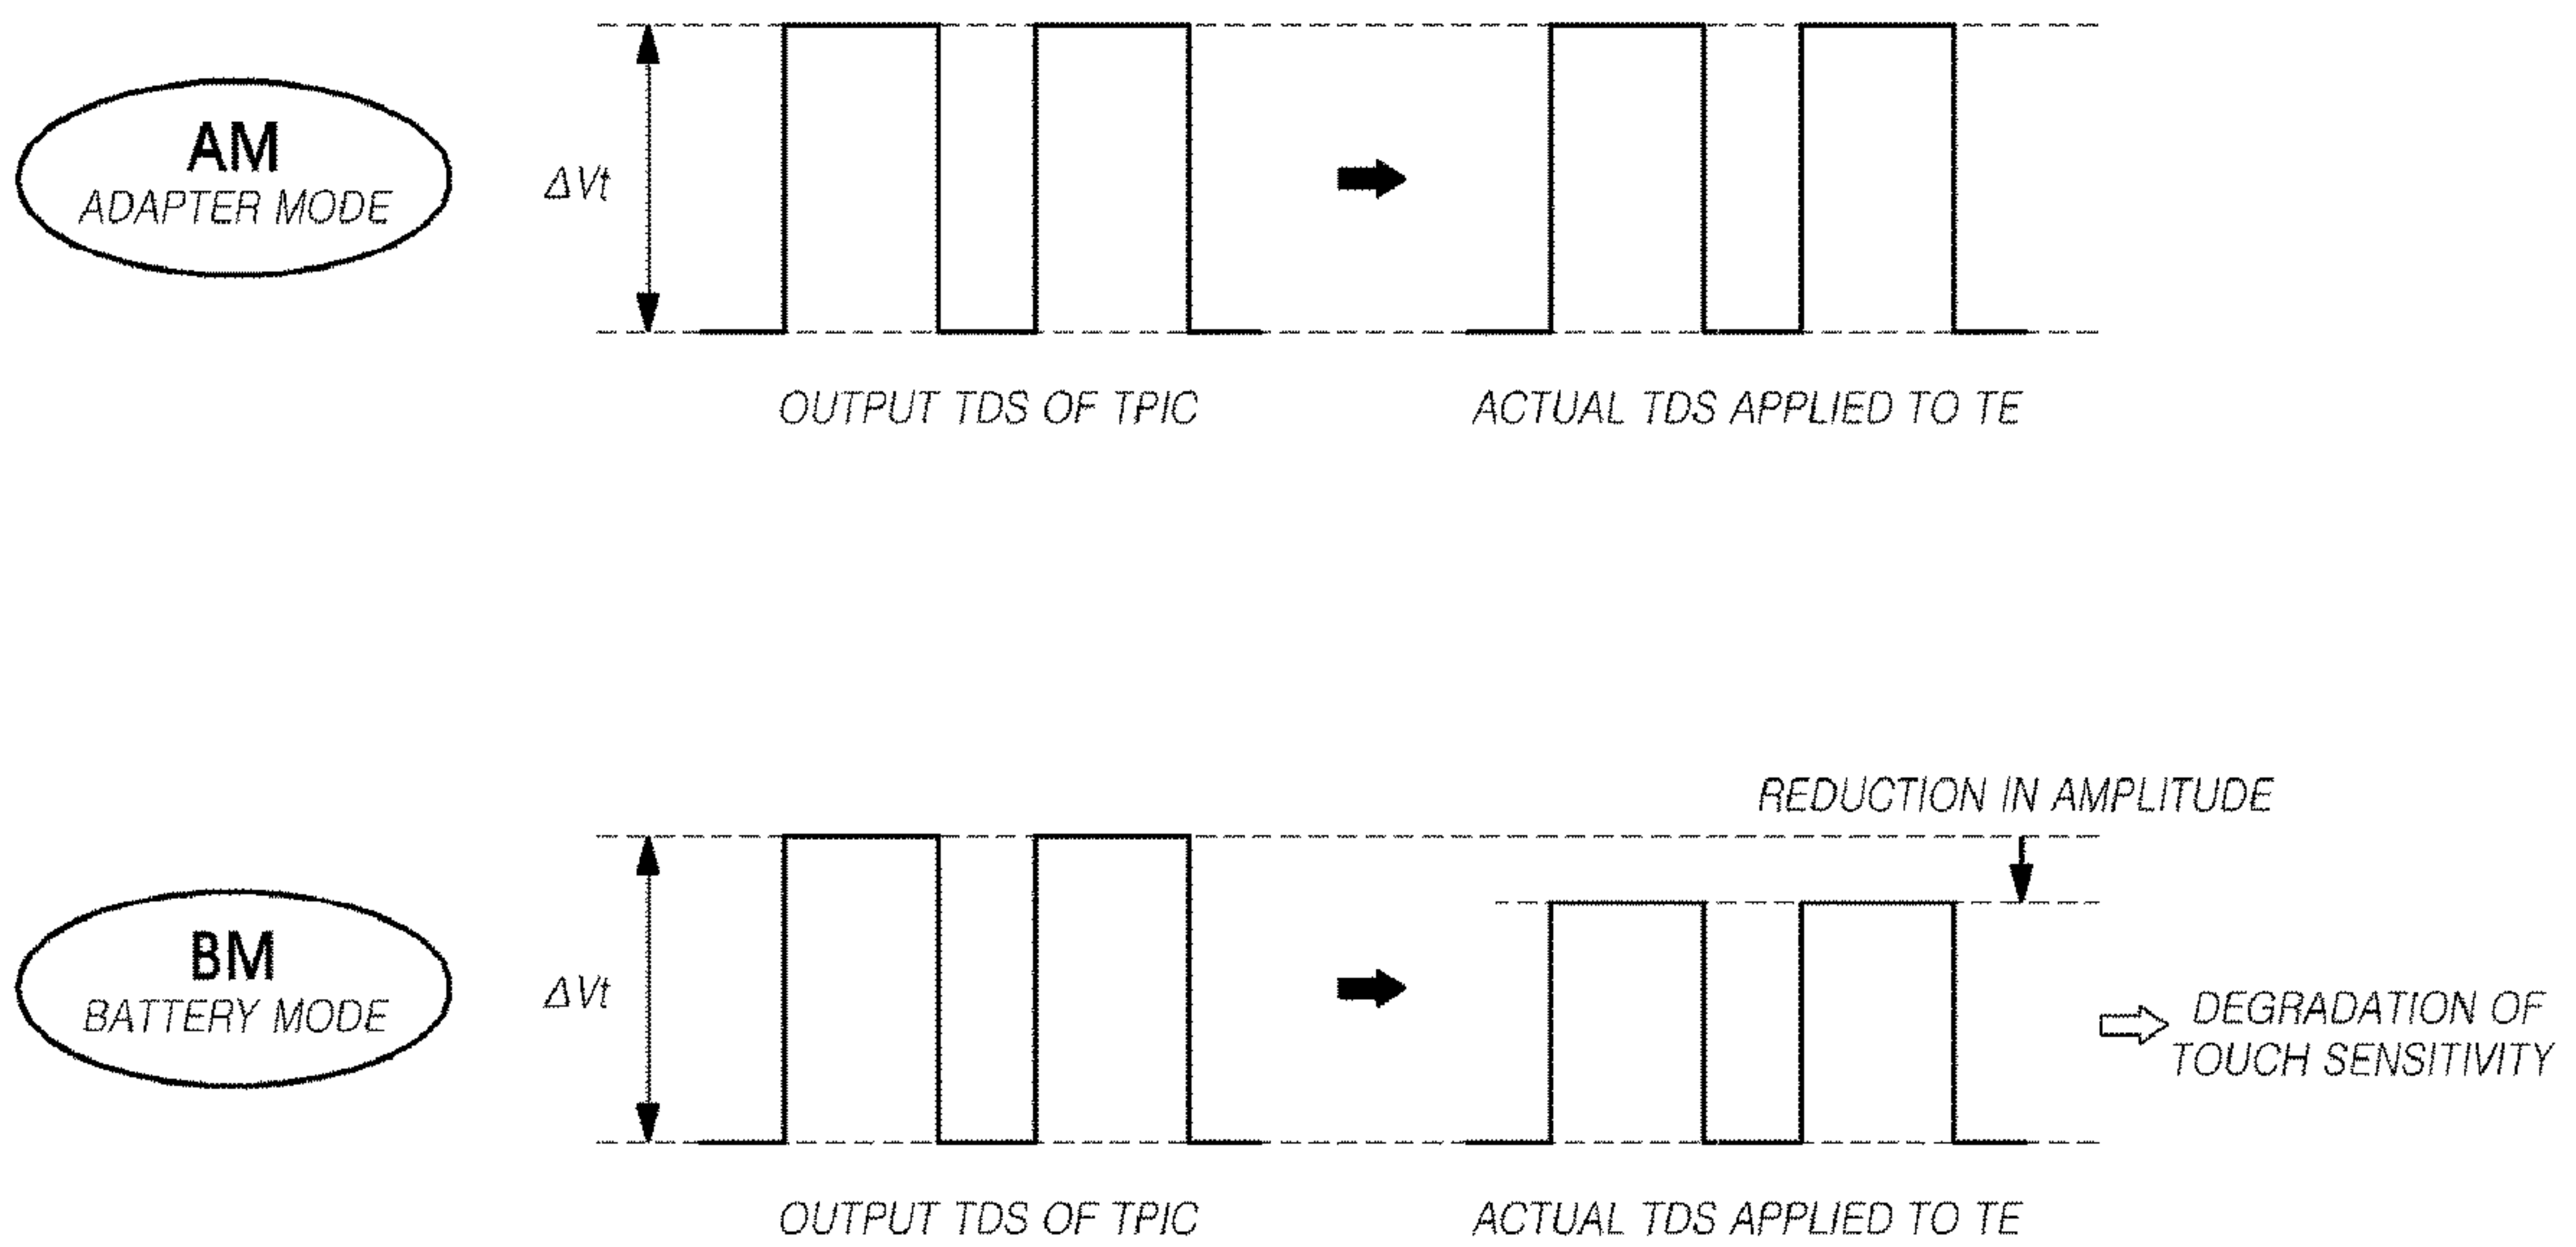 AM
ADAPTER MODE
ΔVt
OUTPUT TDS OF TPIC
ACTUAL TDS APPLIED TO TE
REDUCTION IN AMPLITUDE
BM
BATTERY MODE
ΔVt
DEGRADATION OF
TOUCH SENSITIVITY
OUTPUT TDS OF TPIC
ACTUAL TDS APPLIED TO TE